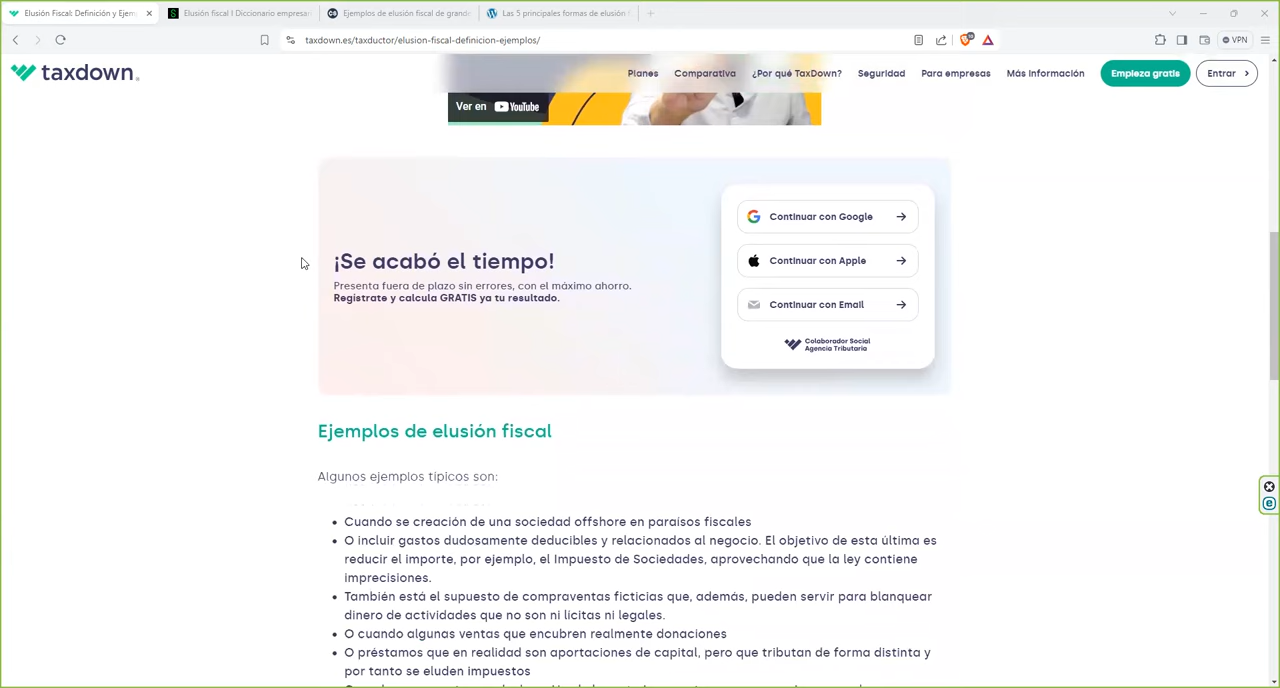 Elusión Fiscal: Definición y Ejem
Elusión fiscal | Diccionario empresari
Ejemplos de elusión fiscal de grande
Las 5 principales formas de elusión f
taxdown.es/taxductor/elusion-fiscal-definicion-ejemplos/
VPN
taxdown.
Planes
Comparativa
¿Por qué TaxDown?
Seguridad
Para empresas
Más información
Empieza gratis
Entrar
Ver en YouTube
¡Se acabó el tiempo!
Presenta fuera de plazo sin errores, con el máximo ahorro.
Regístrate y calcula GRATIS ya tu resultado.
Continuar con Google
Continuar con Apple
Continuar con Email
Colaborador Social
Agencia Tributaria
Ejemplos de elusión fiscal
Algunos ejemplos típicos son:
• Cuando se creación de una sociedad offshore en paraísos fiscales
• O incluir gastos dudosamente deducibles y relacionados al negocio. El objetivo de esta última es
reducir el importe, por ejemplo, el Impuesto de Sociedades, aprovechando que la ley contiene
imprecisiones.
• También está el supuesto de compraventas ficticias que, además, pueden servir para blanquear
dinero de actividades que no son ni lícitas ni legales.
• O cuando algunas ventas que encubren realmente donaciones
• O préstamos que en realidad son aportaciones de capital, pero que tributan de forma distinta y
por tanto se eluden impuestos